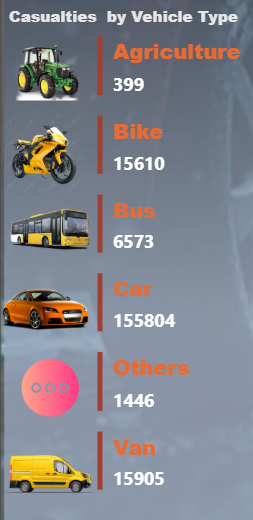 Casualties by Vehicle Type
Agriculture
399
Bike
15610
Bus
6573
Car
155804
Others
1446
Van
15905